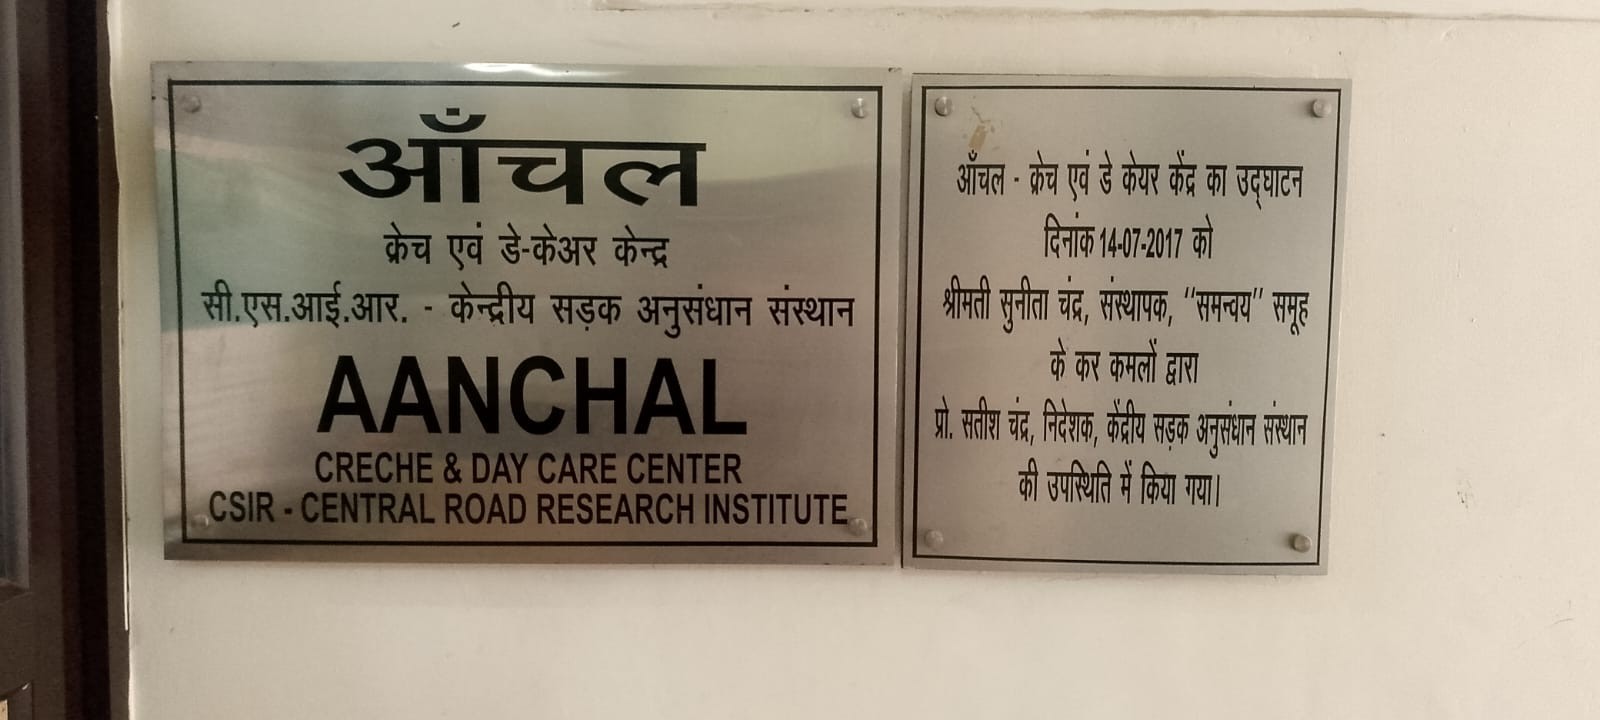 आँचल
क्रेच एवं डे-केअर केन्द्र
सी.एस.आई.आर. - केन्द्रीय सड़क अनुसंधान संस्थान
AANCHAL
CRECHE & DAY CARE CENTER
CSIR - CENTRAL ROAD RESEARCH INSTITUTE
आँचल - क्रेच एवं डे केयर केंद्र का उद्घाटन
दिनांक 14-07-2017 को
श्रीमती सुनीता चंद्र, संस्थापक, "समन्वय" समूह
के कर कमलों द्वारा
प्रो. सतीश चंद्र, निदेशक, केंद्रीय सड़क अनुसंधान संस्थान
की उपस्थिति में किया गया।